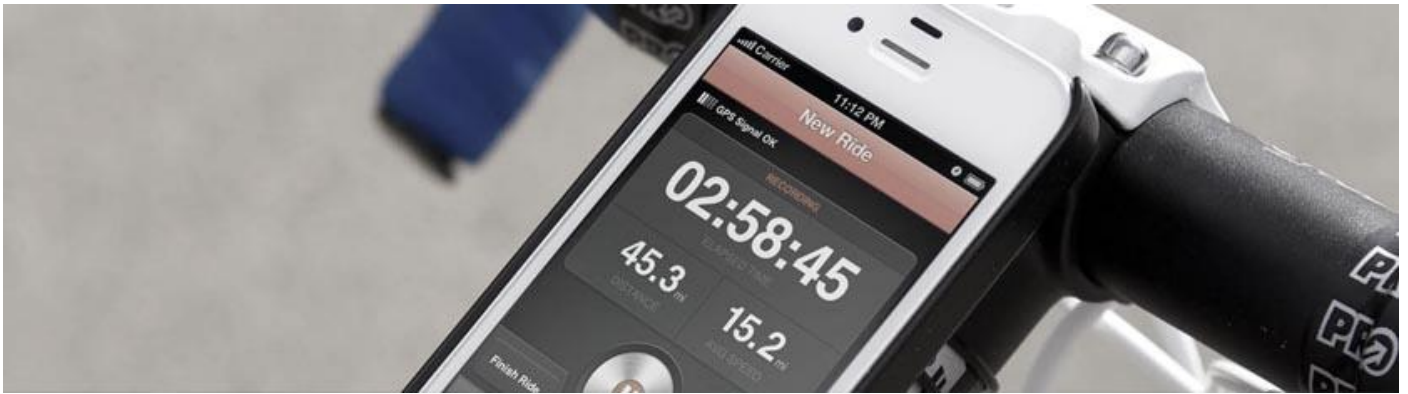 Carrier
11:12 PM
New Ride
GPS Signal OK
RECORDING
02:58:45
ELAPSED TIME
45.3 mi
DISTANCE
15.2 mi
AVG SPEED
Finish Ride
PRO
PRO